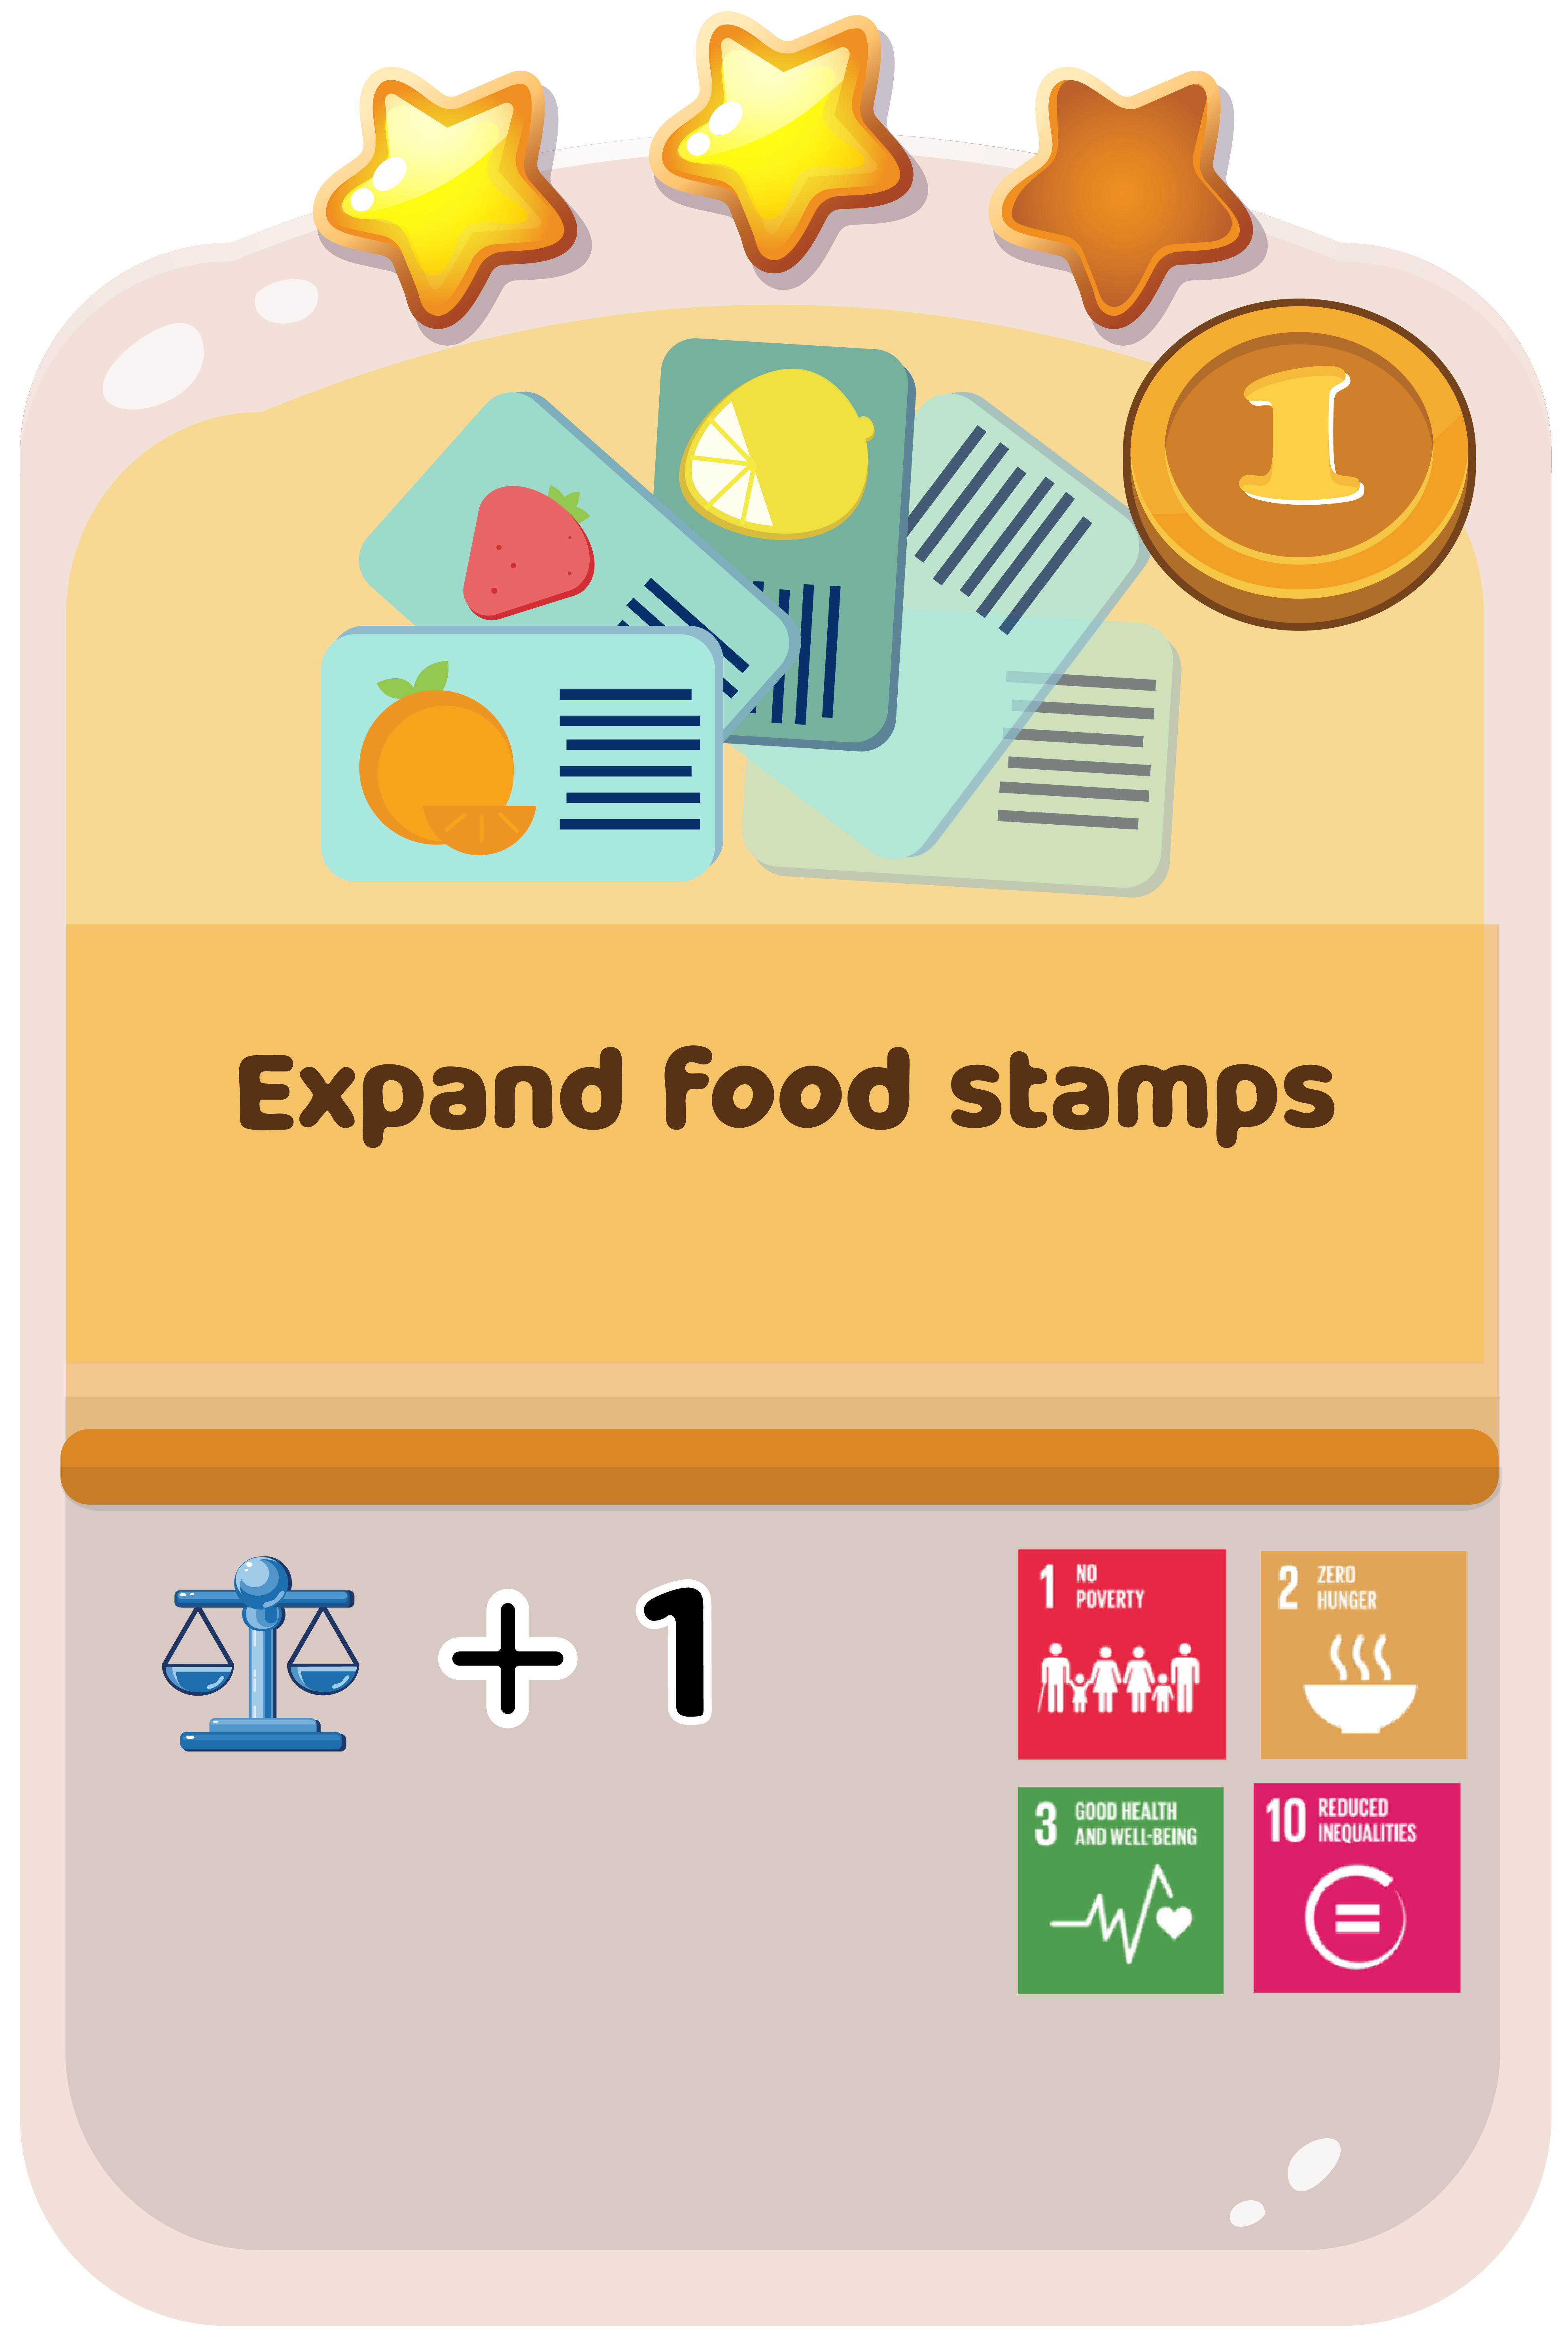 1
Expand food stamps
+ 1
1 NO
POVERTY
2 ZERO
HUNGER
3 GOOD HEALTH
AND WELL-BEING
10 REDUCED
INEQUALITIES